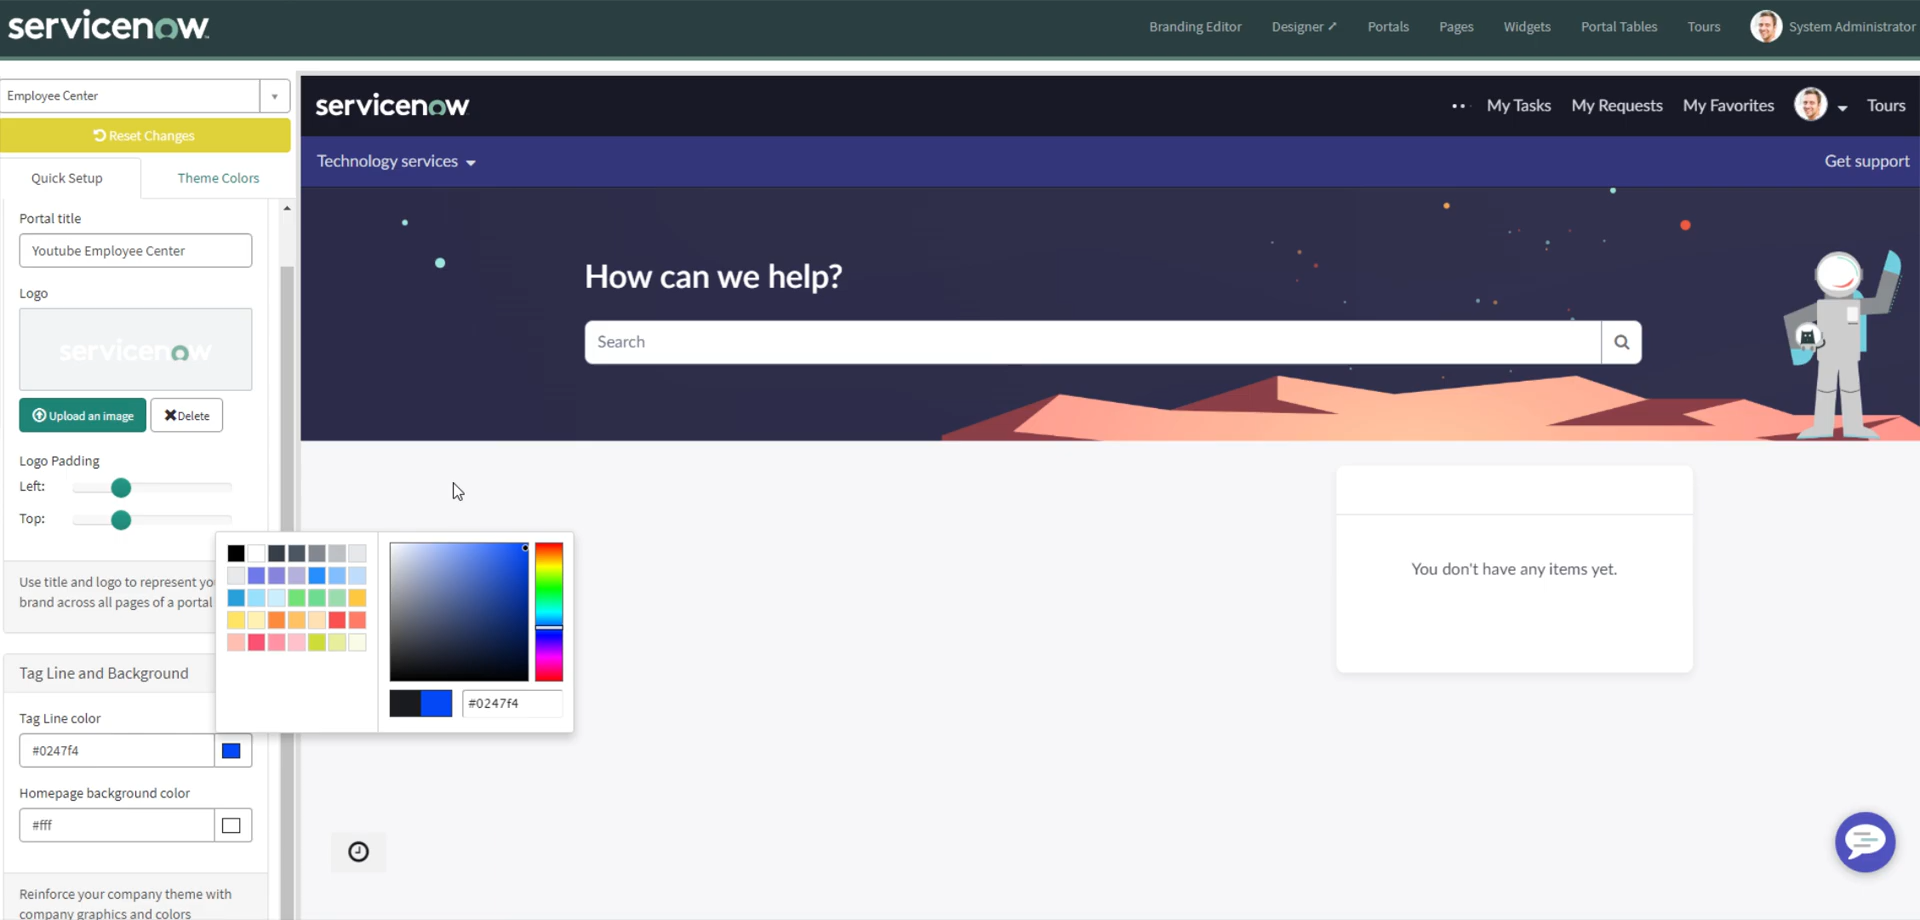 servicenow
Branding Editor
Designer
Portals
Pages
Widgets
Portal Tables
Tours
System Administrator
Employee Center
Reset Changes
Quick Setup
Theme Colors
Portal title
Youtube Employee Center
Logo
servicenow
Upload an image
Delete
Logo Padding
Left:
Top:
Use title and logo to represent yo
brand across all pages of a portal
Tag Line and Background
Tag Line color
#0247f4
Homepage background color
#fff
Reinforce your company theme with
company graphics and colors
#0247f4
servicenow
My Tasks
My Requests
My Favorites
Tours
Technology services
Get support
How can we help?
Search
You don't have any items yet.